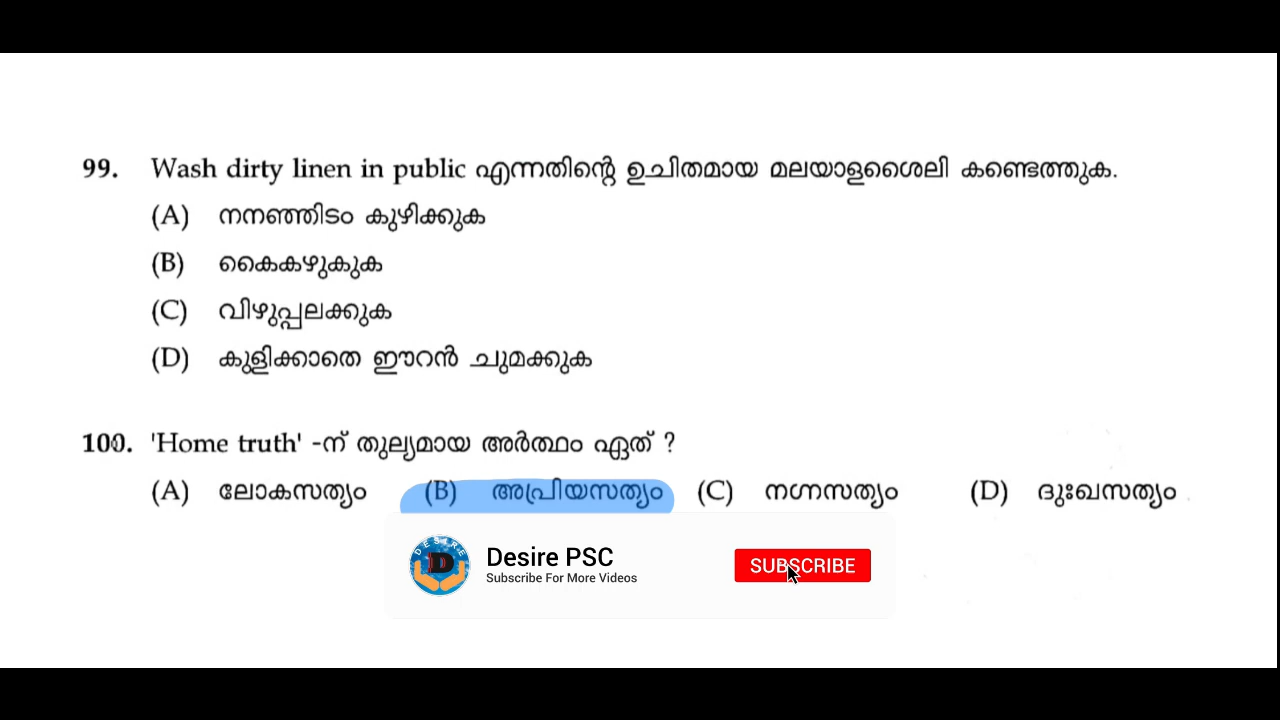 99. Wash dirty linen in public എന്നതിന്റെ ഉചിതമായ മലയാളശൈലി കണ്ടെത്തുക.
(A) നനഞ്ഞിടം കുഴിക്കുക
(B) കൈകഴുകുക
(C) വിഴുപ്പലക്കുക
(D) കുളിക്കാതെ ഈറൻ ചുമക്കുക
100. 'Home truth' -ന് തുല്യമായ അർത്ഥം ഏത് ?
(A) ലോകസത്യം (B) അപ്രിയസത്യം (C) നഗ്നസത്യം (D) ദുഃഖസത്യം
DESIRE
D
Desire PSC
Subscribe For More Videos
SUBSCRIBE